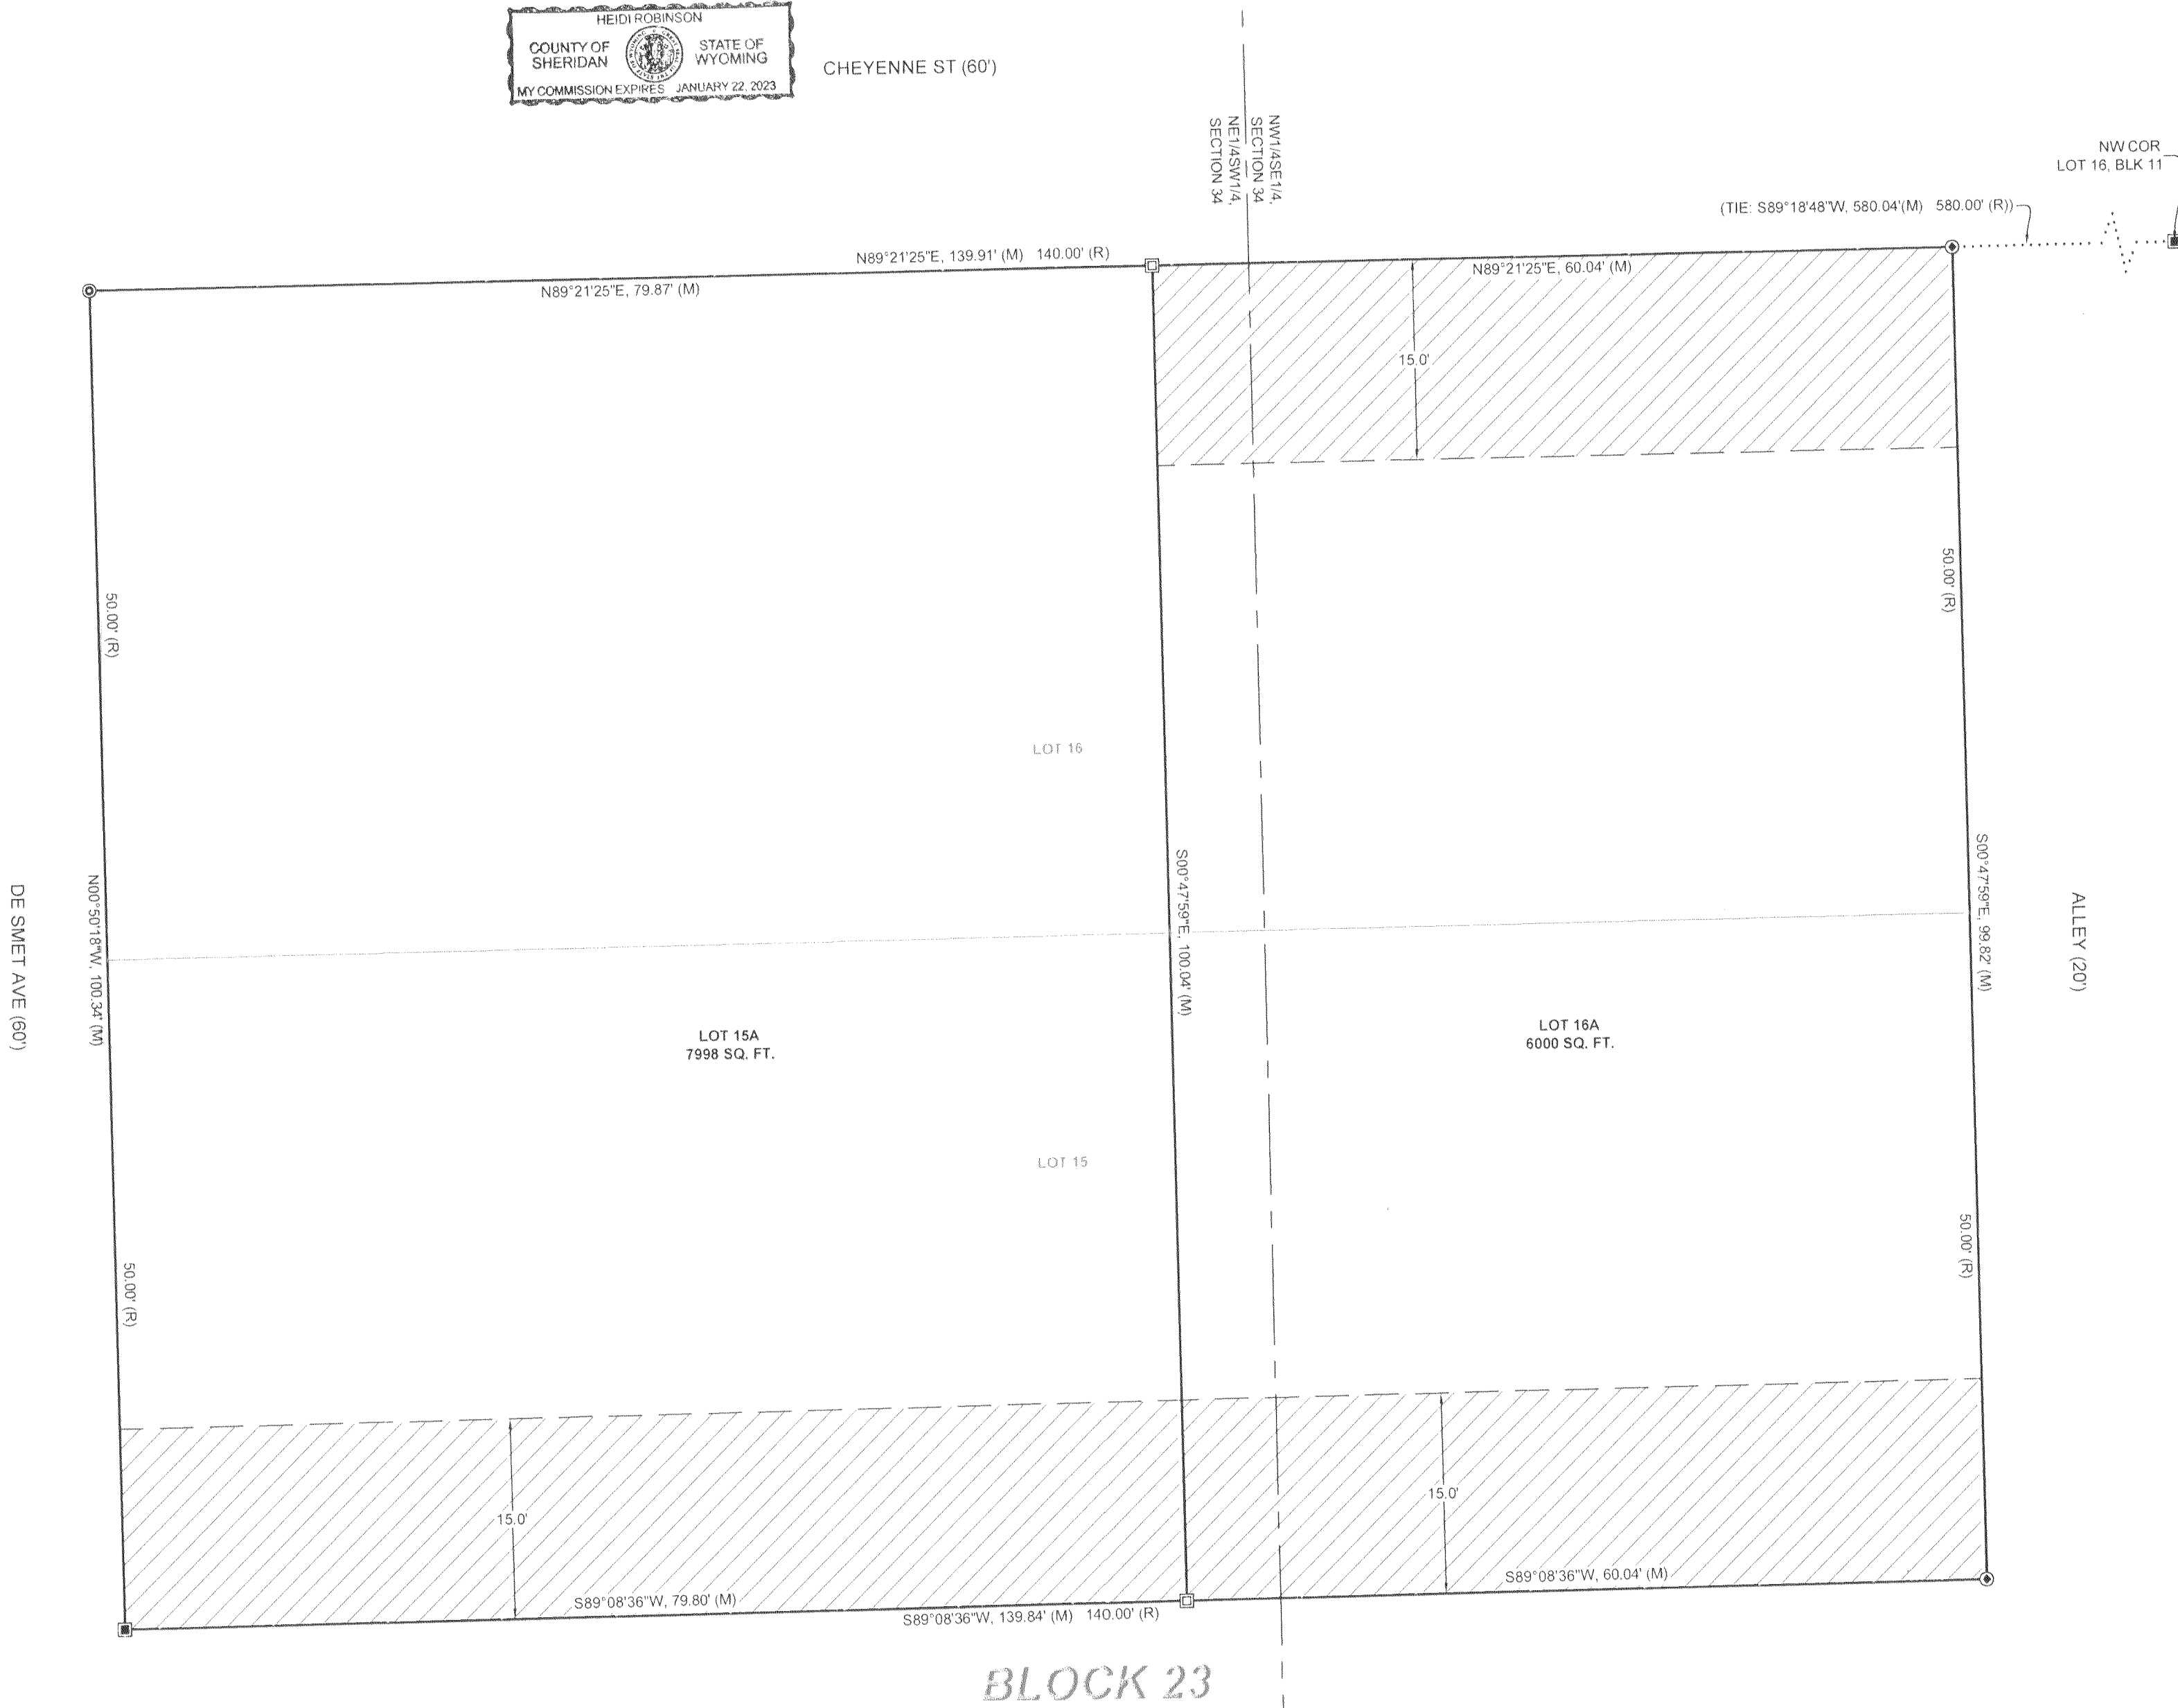 HEIDI ROBINSON
COUNTY OF
SHERIDAN
STATE OF
WYOMING
MY COMMISSION EXPIRES JANUARY 22, 2023
CHEYENNE ST (60')
NW1/4SE1/4,
SECTION 34
NE1/4SW1/4,
SECTION 34
NW COR
LOT 16, BLK 11
(TIE: S89°18'48"W, 580.04'(M) 580.00' (R))
N89°21'25"E, 139.91' (M) 140.00' (R)
N89°21'25"E, 79.87' (M)
N89°21'25"E, 60.04' (M)
15.0'
50.00' (R)
50.00' (R)
LOT 16
DE SMET AVE (60')
N00°50'18"W, 100.34' (M)
S00°47'59"E, 100.04' (M)
S00°47'59"E, 99.82' (M)
ALLEY (20')
LOT 15A
7998 SQ. FT.
LOT 16A
6000 SQ. FT.
LOT 15
50.00' (R)
50.00' (R)
15.0'
15.0'
S89°08'36"W, 79.80' (M)
S89°08'36"W, 60.04' (M)
S89°08'36"W, 139.84' (M) 140.00' (R)
BLOCK 23